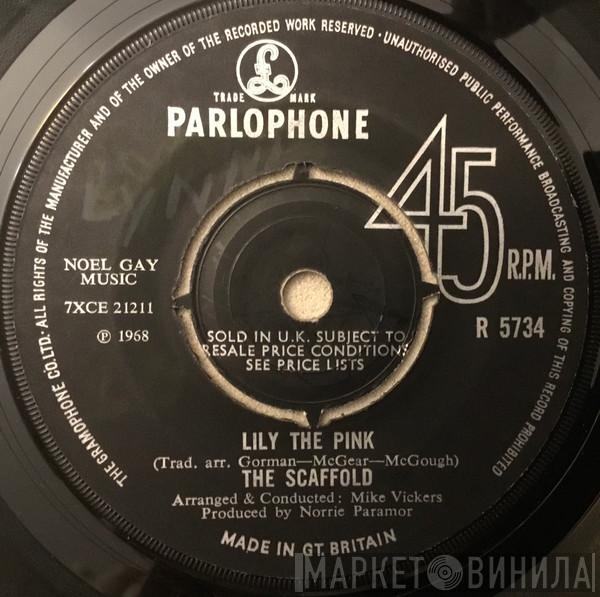 THE GRAMOPHONE CO.LTD. · ALL RIGHTS OF THE MANUFACTURER AND OF THE OWNER OF THE RECORDED WORK RESERVED · UNAUTHORISED PUBLIC PERFORMANCE BROADCASTING AND COPYING OF THIS RECORD PROHIBITED
£
TRADE MARK
PARLOPHONE
45
R.P.M.
NOEL GAY
MUSIC
7XCE 21211
℗ 1968
R 5734
SOLD IN U.K. SUBJECT TO
RESALE PRICE CONDITIONS
SEE PRICE LISTS
LILY THE PINK
(Trad. arr. Gorman—McGear—McGough)
THE SCAFFOLD
Arranged & Conducted: Mike Vickers
Produced by Norrie Paramor
MADE IN GT. BRITAIN
МАРКЕТ ВИНИЛА